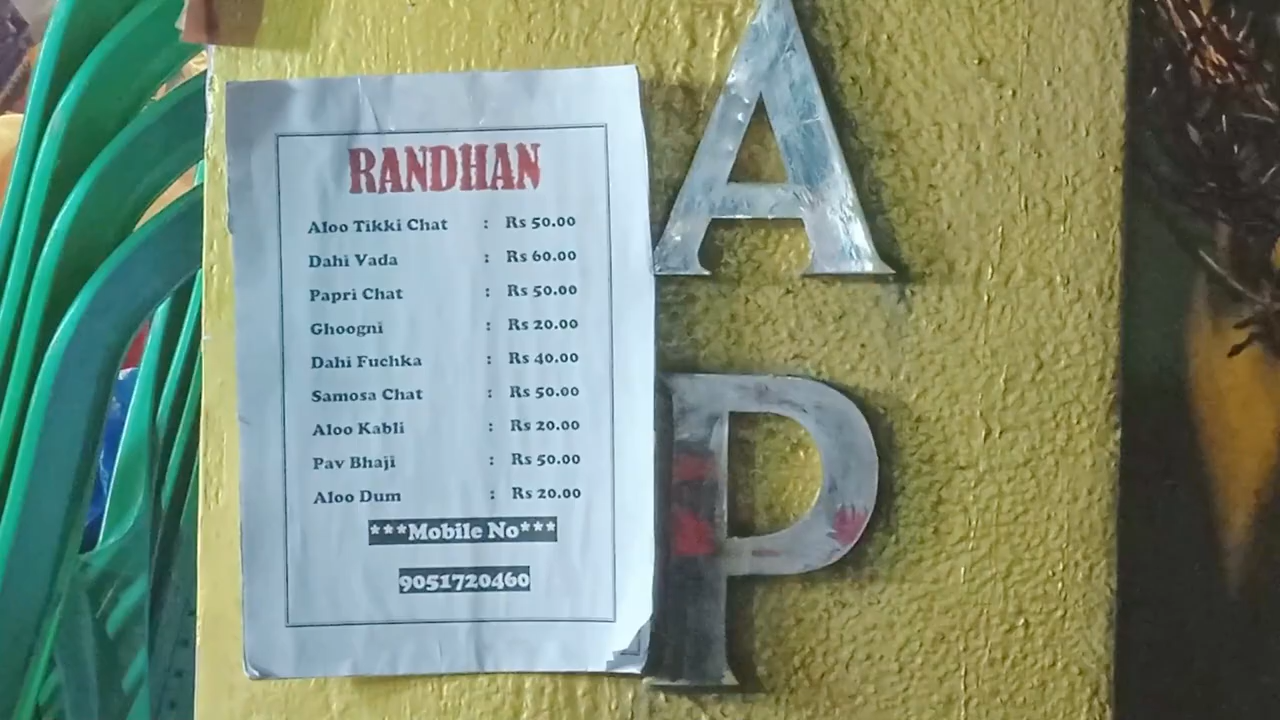 RANDHAN
Aloo Tikki Chat : Rs 50.00
Dahi Vada : Rs 60.00
Papri Chat : Rs 50.00
Ghoogni : Rs 20.00
Dahi Fuchka : Rs 40.00
Samosa Chat : Rs 50.00
Aloo Kabli : Rs 20.00
Pav Bhaji : Rs 50.00
Aloo Dum : Rs 20.00
***Mobile No***
9051720460
A
P